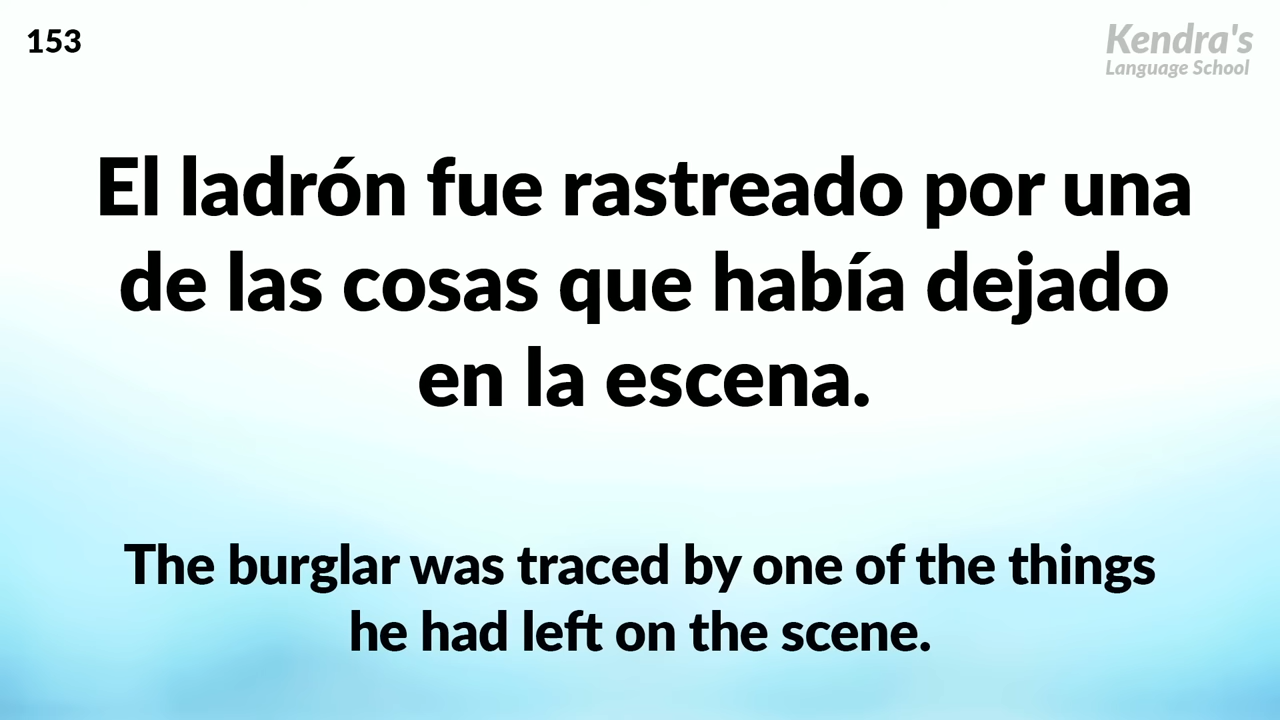 153
Kendra's
Language School
El ladrón fue rastreado por una
de las cosas que había dejado
en la escena.
The burglar was traced by one of the things
he had left on the scene.